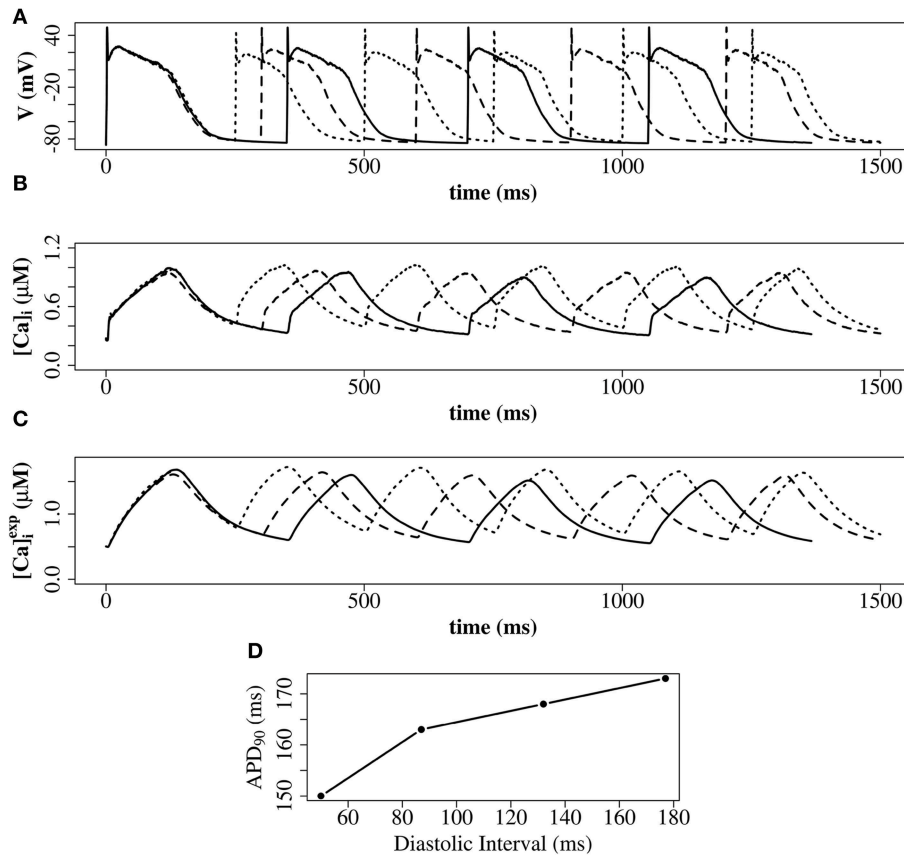 A
V (mV)
40
-20
-80
0
500
1000
1500
time (ms)
B
[Ca]i (μM)
1.2
0.6
0.0
0
500
1000
1500
time (ms)
C
[Ca]i^exp (μM)
1.0
0.0
0
500
1000
1500
time (ms)
D
APD90 (ms)
170
160
150
60
80
100
120
140
160
180
Diastolic Interval (ms)